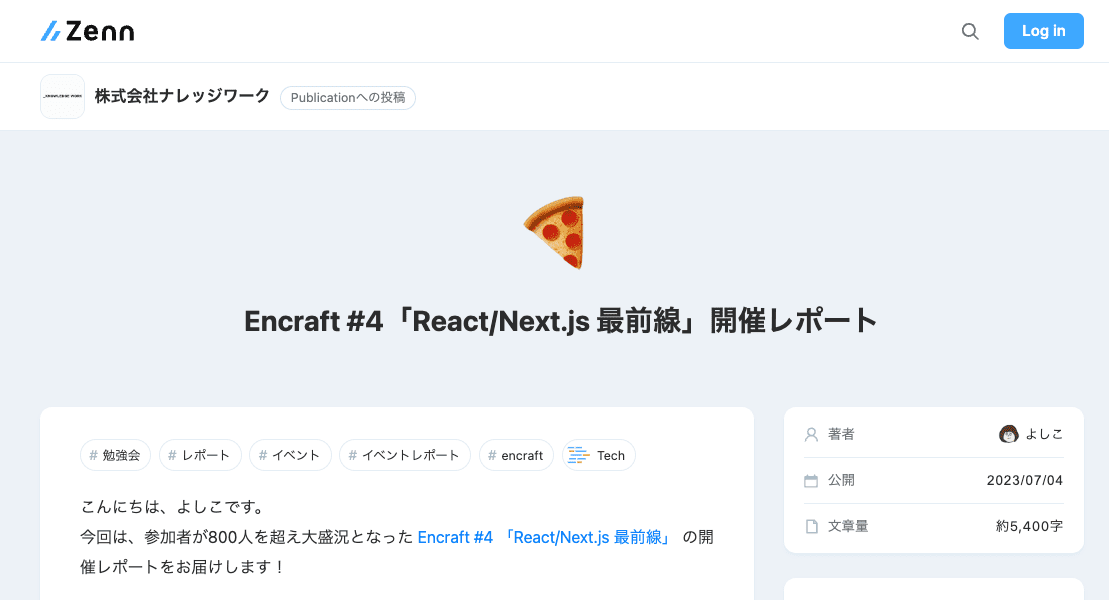 Zenn
Log in
KNOWLEDGE WORK
株式会社ナレッジワーク
Publicationへの投稿
Encraft #4「React/Next.js 最前線」開催レポート
# 勉強会
# レポート
# イベント
# イベントレポート
# encraft
Tech
こんにちは、よしこです。
今回は、参加者が800人を超え大盛況となった Encraft #4 「React/Next.js 最前線」 の開
催レポートをお届けします！
著者
よしこ
公開
2023/07/04
文章量
約5,400字